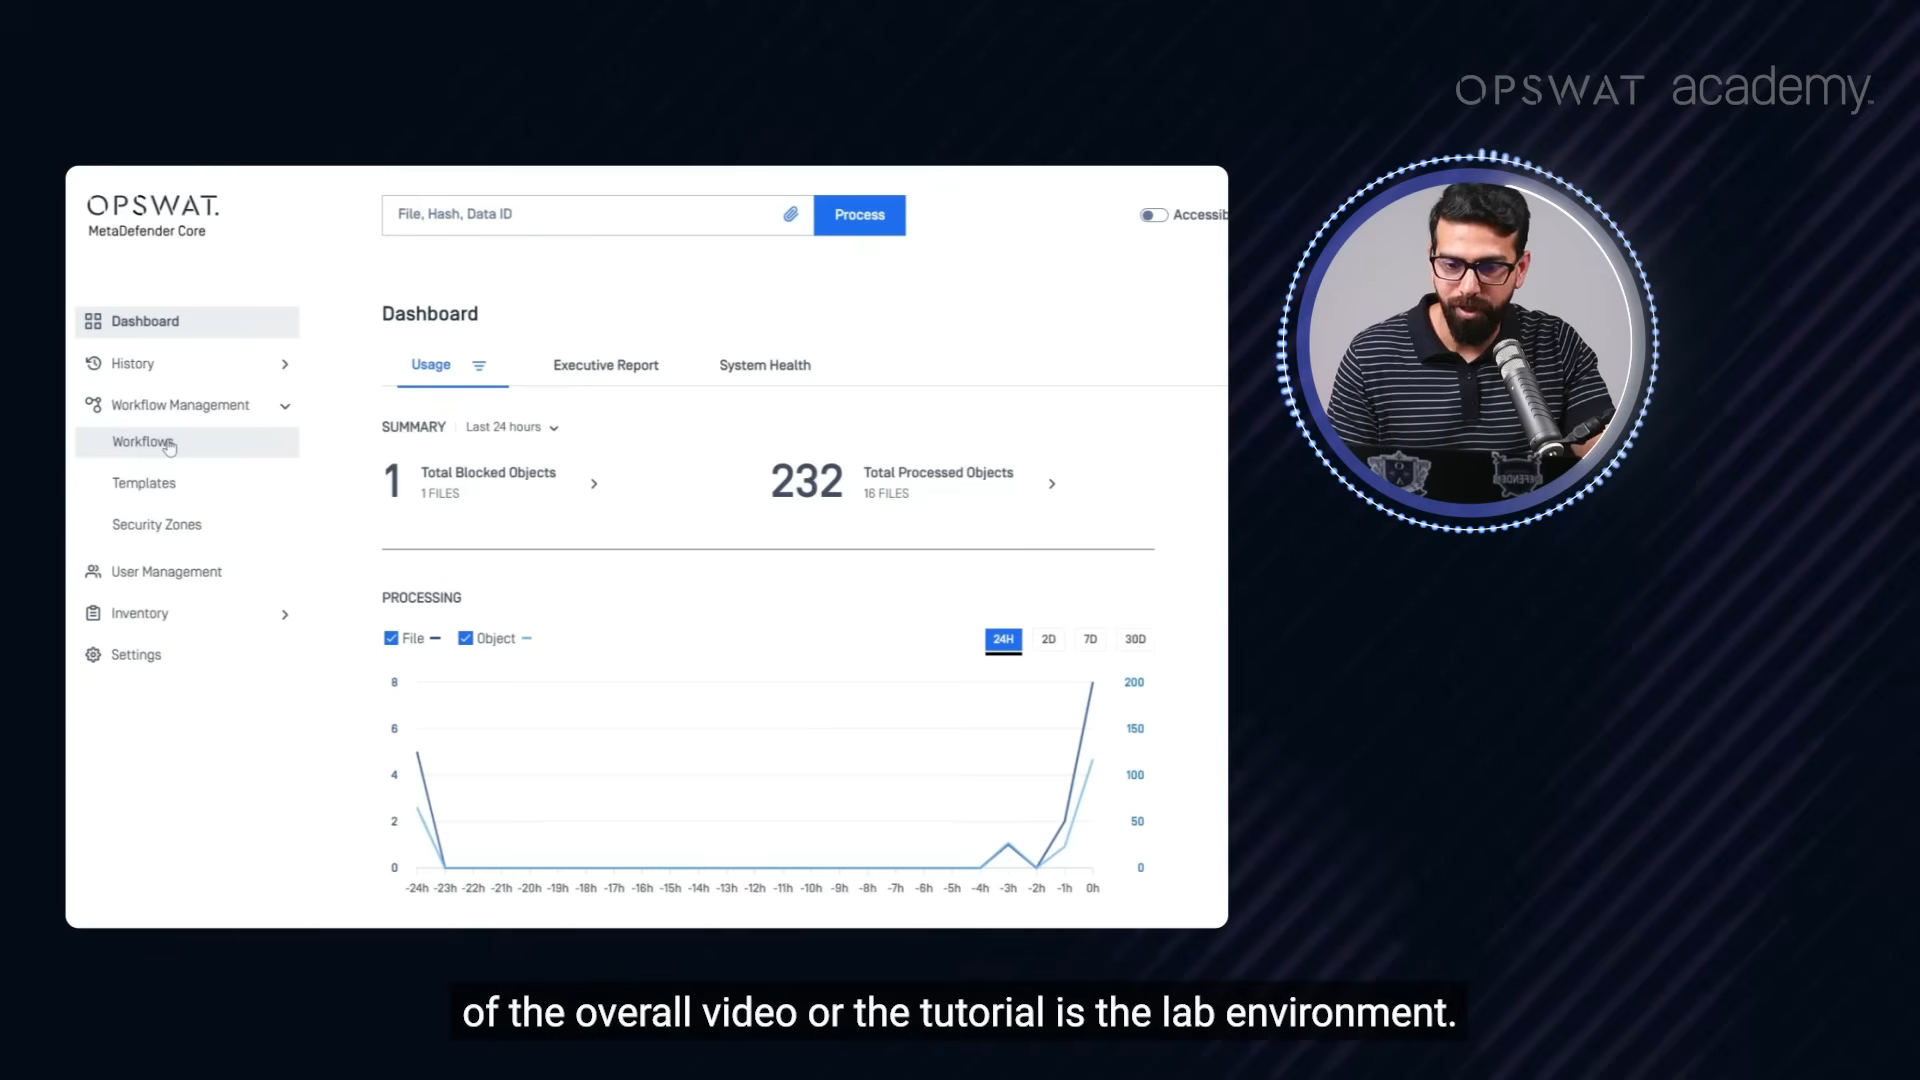 OPSWAT academy
OPSWAT.
MetaDefender Core
File, Hash, Data ID
Process
Accessib
Dashboard
History
Workflow Management
Workflows
Templates
Security Zones
User Management
Inventory
Settings
Dashboard
Usage
Executive Report
System Health
SUMMARY
Last 24 hours
1
Total Blocked Objects
1 FILES
232
Total Processed Objects
16 FILES
PROCESSING
File
Object
24H 2D 7D 30D
8 200
6 150
4 100
2 50
0 0
-24h -23h -22h -21h -20h -19h -18h -17h -16h -15h -14h -13h -12h -11h -10h -9h -8h -7h -6h -5h -4h -3h -2h -1h 0h
of the overall video or the tutorial is the lab environment.